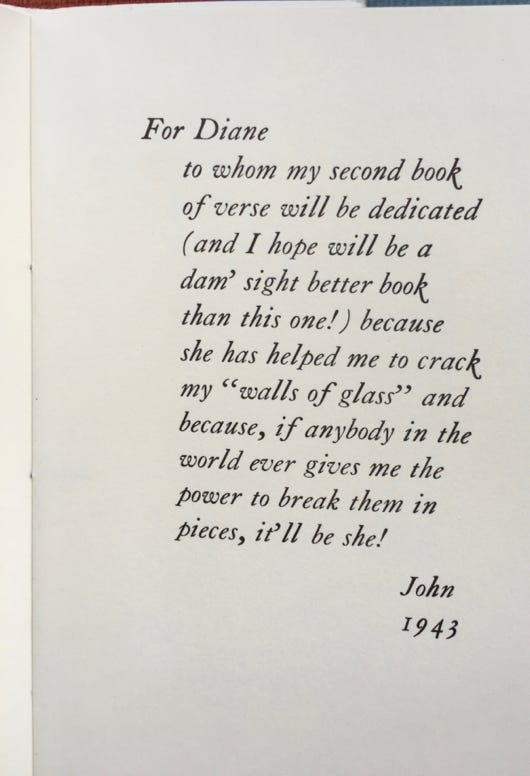 For Diane
to whom my second book
of verse will be dedicated
(and I hope will be a
dam’ sight better book
than this one!) because
she has helped me to crack
my “walls of glass” and
because, if anybody in the
world ever gives me the
power to break them in
pieces, it’ll be she!
John
1943